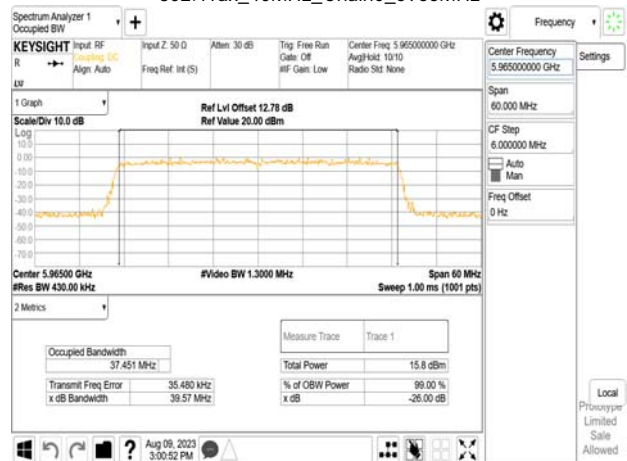 Spectrum Analyzer 1
Occupied BW
Frequency
KEYSIGHT
R
Input: RF
Coupling: DC
Align: Auto
Input Z: 50 Ω
Freq Ref: Int (S)
Atten: 30 dB
Trig: Free Run
Gate: Off
#IF Gain: Low
Center Freq: 5.965000000 GHz
Avg|Hold: 10/10
Radio Std: None
Center Frequency
5.965000000 GHz
Settings
Span
60.000 MHz
CF Step
6.000000 MHz
Auto
Man
Freq Offset
0 Hz
1 Graph
Scale/Div 10.0 dB
Ref Lvl Offset 12.78 dB
Ref Value 20.00 dBm
Log
10.0
0.00
-10.0
-20.0
-30.0
-40.0
-50.0
-60.0
-70.0
Center 5.96500 GHz
#Res BW 430.00 kHz
#Video BW 1.3000 MHz
Span 60 MHz
Sweep 1.00 ms (1001 pts)
2 Metrics
Measure Trace Trace 1
Occupied Bandwidth
37.451 MHz
Total Power 15.8 dBm
Transmit Freq Error 35.480 kHz
% of OBW Power 99.00 %
x dB Bandwidth 39.57 MHz
x dB -26.00 dB
Local
Prototype
Limited
Sale
Allowed
Aug 09, 2023
3:00:52 PM